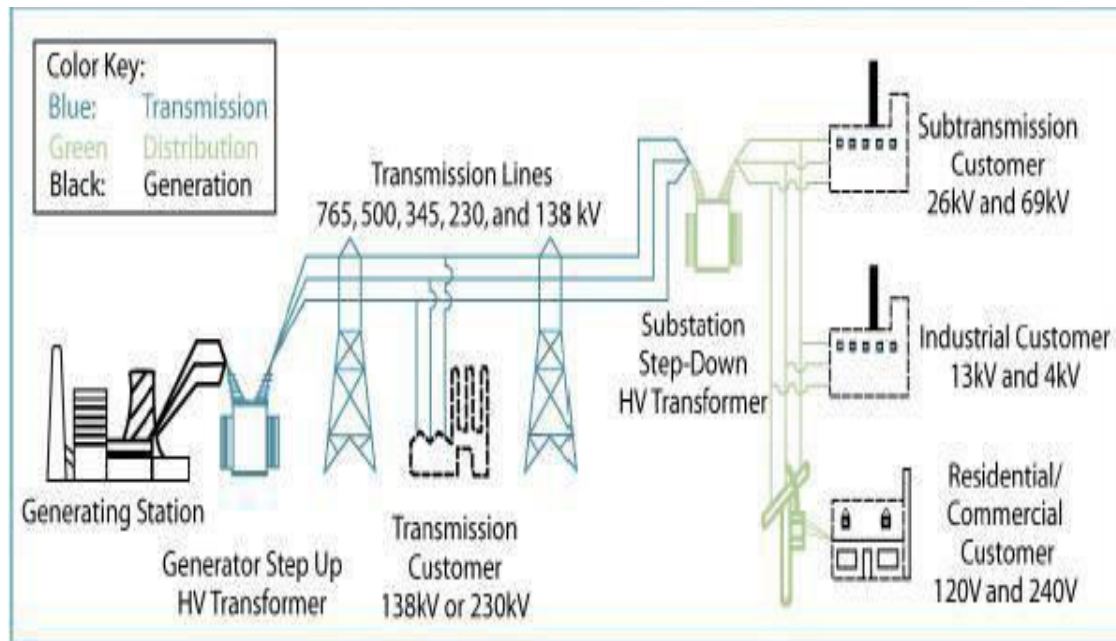 Color Key:
Blue: Transmission
Green Distribution
Black: Generation
Transmission Lines
765, 500, 345, 230, and 138 kV
Subtransmission
Customer
26kV and 69kV
Substation
Step-Down
HV Transformer
Industrial Customer
13kV and 4kV
Generating Station
Generator Step Up
HV Transformer
Transmission
Customer
138kV or 230kV
Residential/
Commercial
Customer
120V and 240V